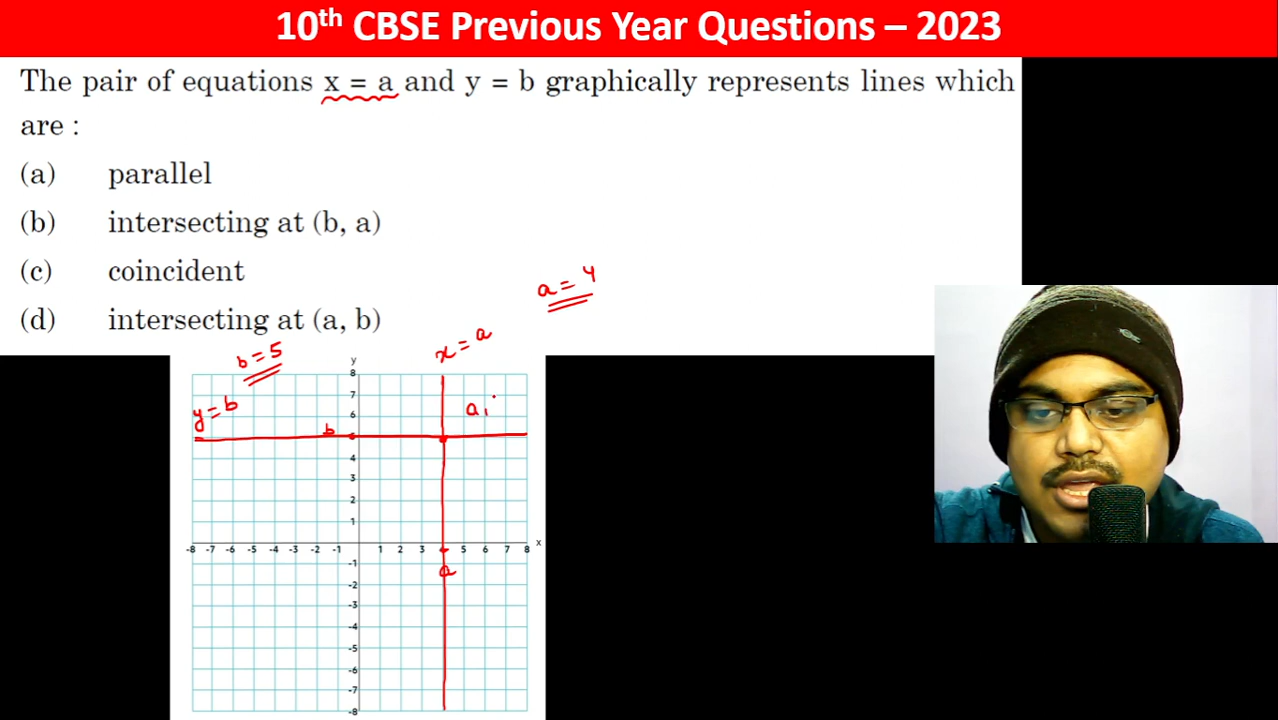 10th CBSE Previous Year Questions – 2023
The pair of equations x = a and y = b graphically represents lines which
are :
(a) parallel
(b) intersecting at (b, a)
(c) coincident
(d) intersecting at (a, b)
a = 4
x = a
b = 5
y = b
a,
b
a
y
8
7
6
4
3
2
1
-8 -7 -6 -5 -4 -3 -2 -1 1 2 3 5 6 7 8 x
-1
-2
-3
-4
-5
-6
-7
-8